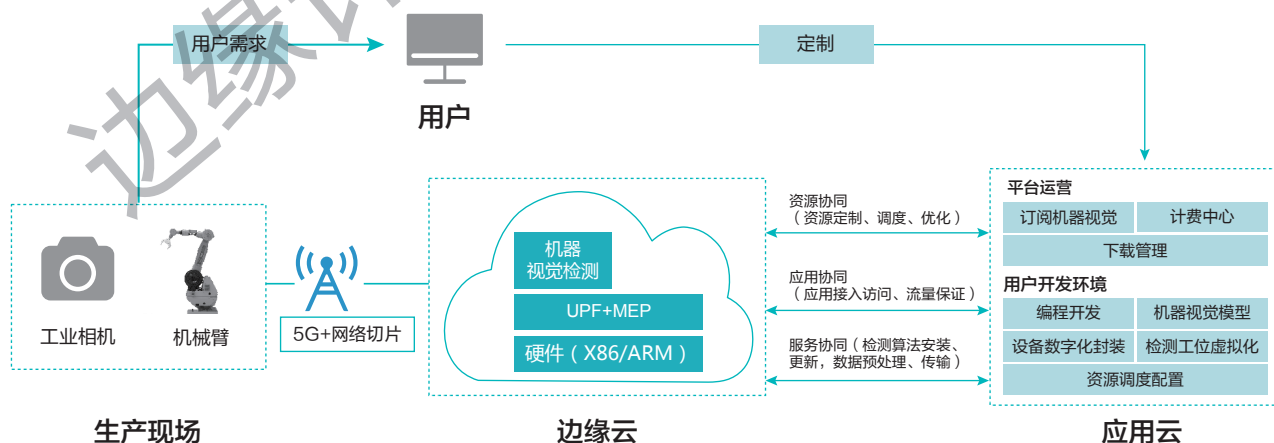 边缘
用户需求
定制
用户
工业相机
机械臂
生产现场
5G+网络切片
机器
视觉检测
UPF+MEP
硬件（X86/ARM）
边缘云
资源协同
（资源定制、调度、优化）
应用协同
（应用接入访问、流量保证）
服务协同（检测算法安装、
更新，数据预处理、传输）
平台运营
订阅机器视觉
计费中心
下载管理
用户开发环境
编程开发
机器视觉模型
设备数字化封装
检测工位虚拟化
资源调度配置
应用云